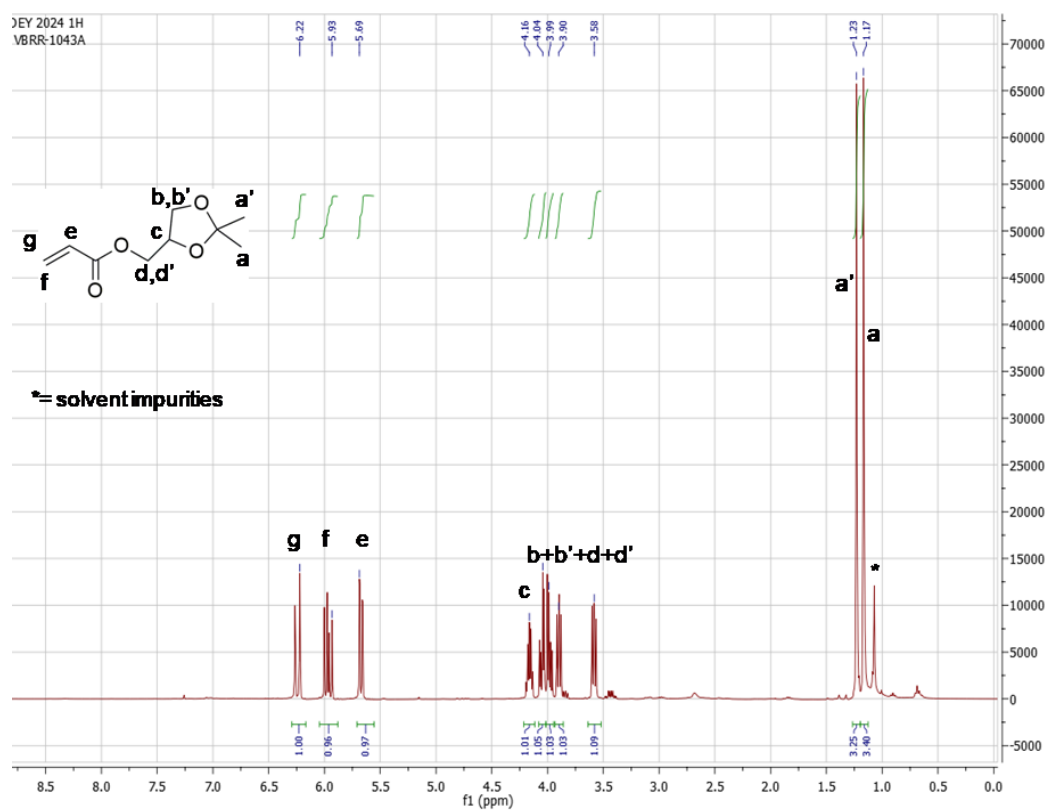 DEY 2024 1H
VBRR-1043A
6.22
5.93
5.69
4.16
4.04
3.99
3.90
3.58
1.23
1.17
70000
65000
60000
55000
50000
45000
40000
35000
30000
25000
20000
15000
10000
5000
0
-5000
b,b' O a'
g e c
O O a
f d,d'
O
*= solvent impurities
a'
a
g f e
b+b'+d+d'
c
*
1.00
0.96
0.97
1.01
1.05
1.03
1.03
1.09
3.25
3.40
8.5 8.0 7.5 7.0 6.5 6.0 5.5 5.0 4.5 4.0 3.5 3.0 2.5 2.0 1.5 1.0 0.5 0.0
f1 (ppm)